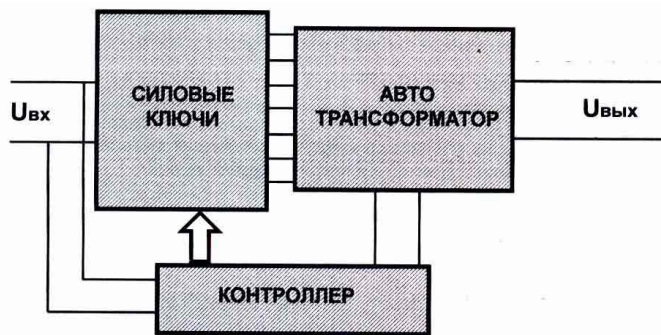 Uвх
СИЛОВЫЕ
КЛЮЧИ
АВТО
ТРАНСФОРМАТОР
Uвых
КОНТРОЛЛЕР